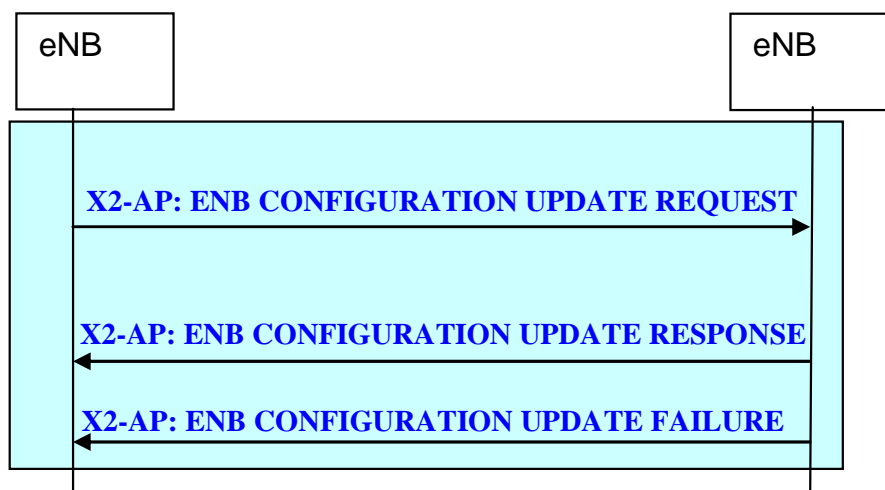 eNB
eNB
X2-AP: ENB CONFIGURATION UPDATE REQUEST
X2-AP: ENB CONFIGURATION UPDATE RESPONSE
X2-AP: ENB CONFIGURATION UPDATE FAILURE